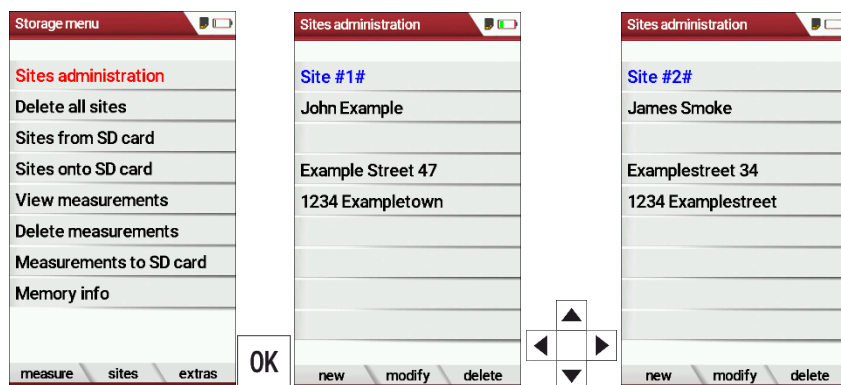 Storage menu
Sites administration
Delete all sites
Sites from SD card
Sites onto SD card
View measurements
Delete measurements
Measurements to SD card
Memory info
measure sites extras
OK
Sites administration
Site #1#
John Example
Example Street 47
1234 Exampletown
new modify delete
Sites administration
Site #2#
James Smoke
Examplestreet 34
1234 Examplestreet
new modify delete